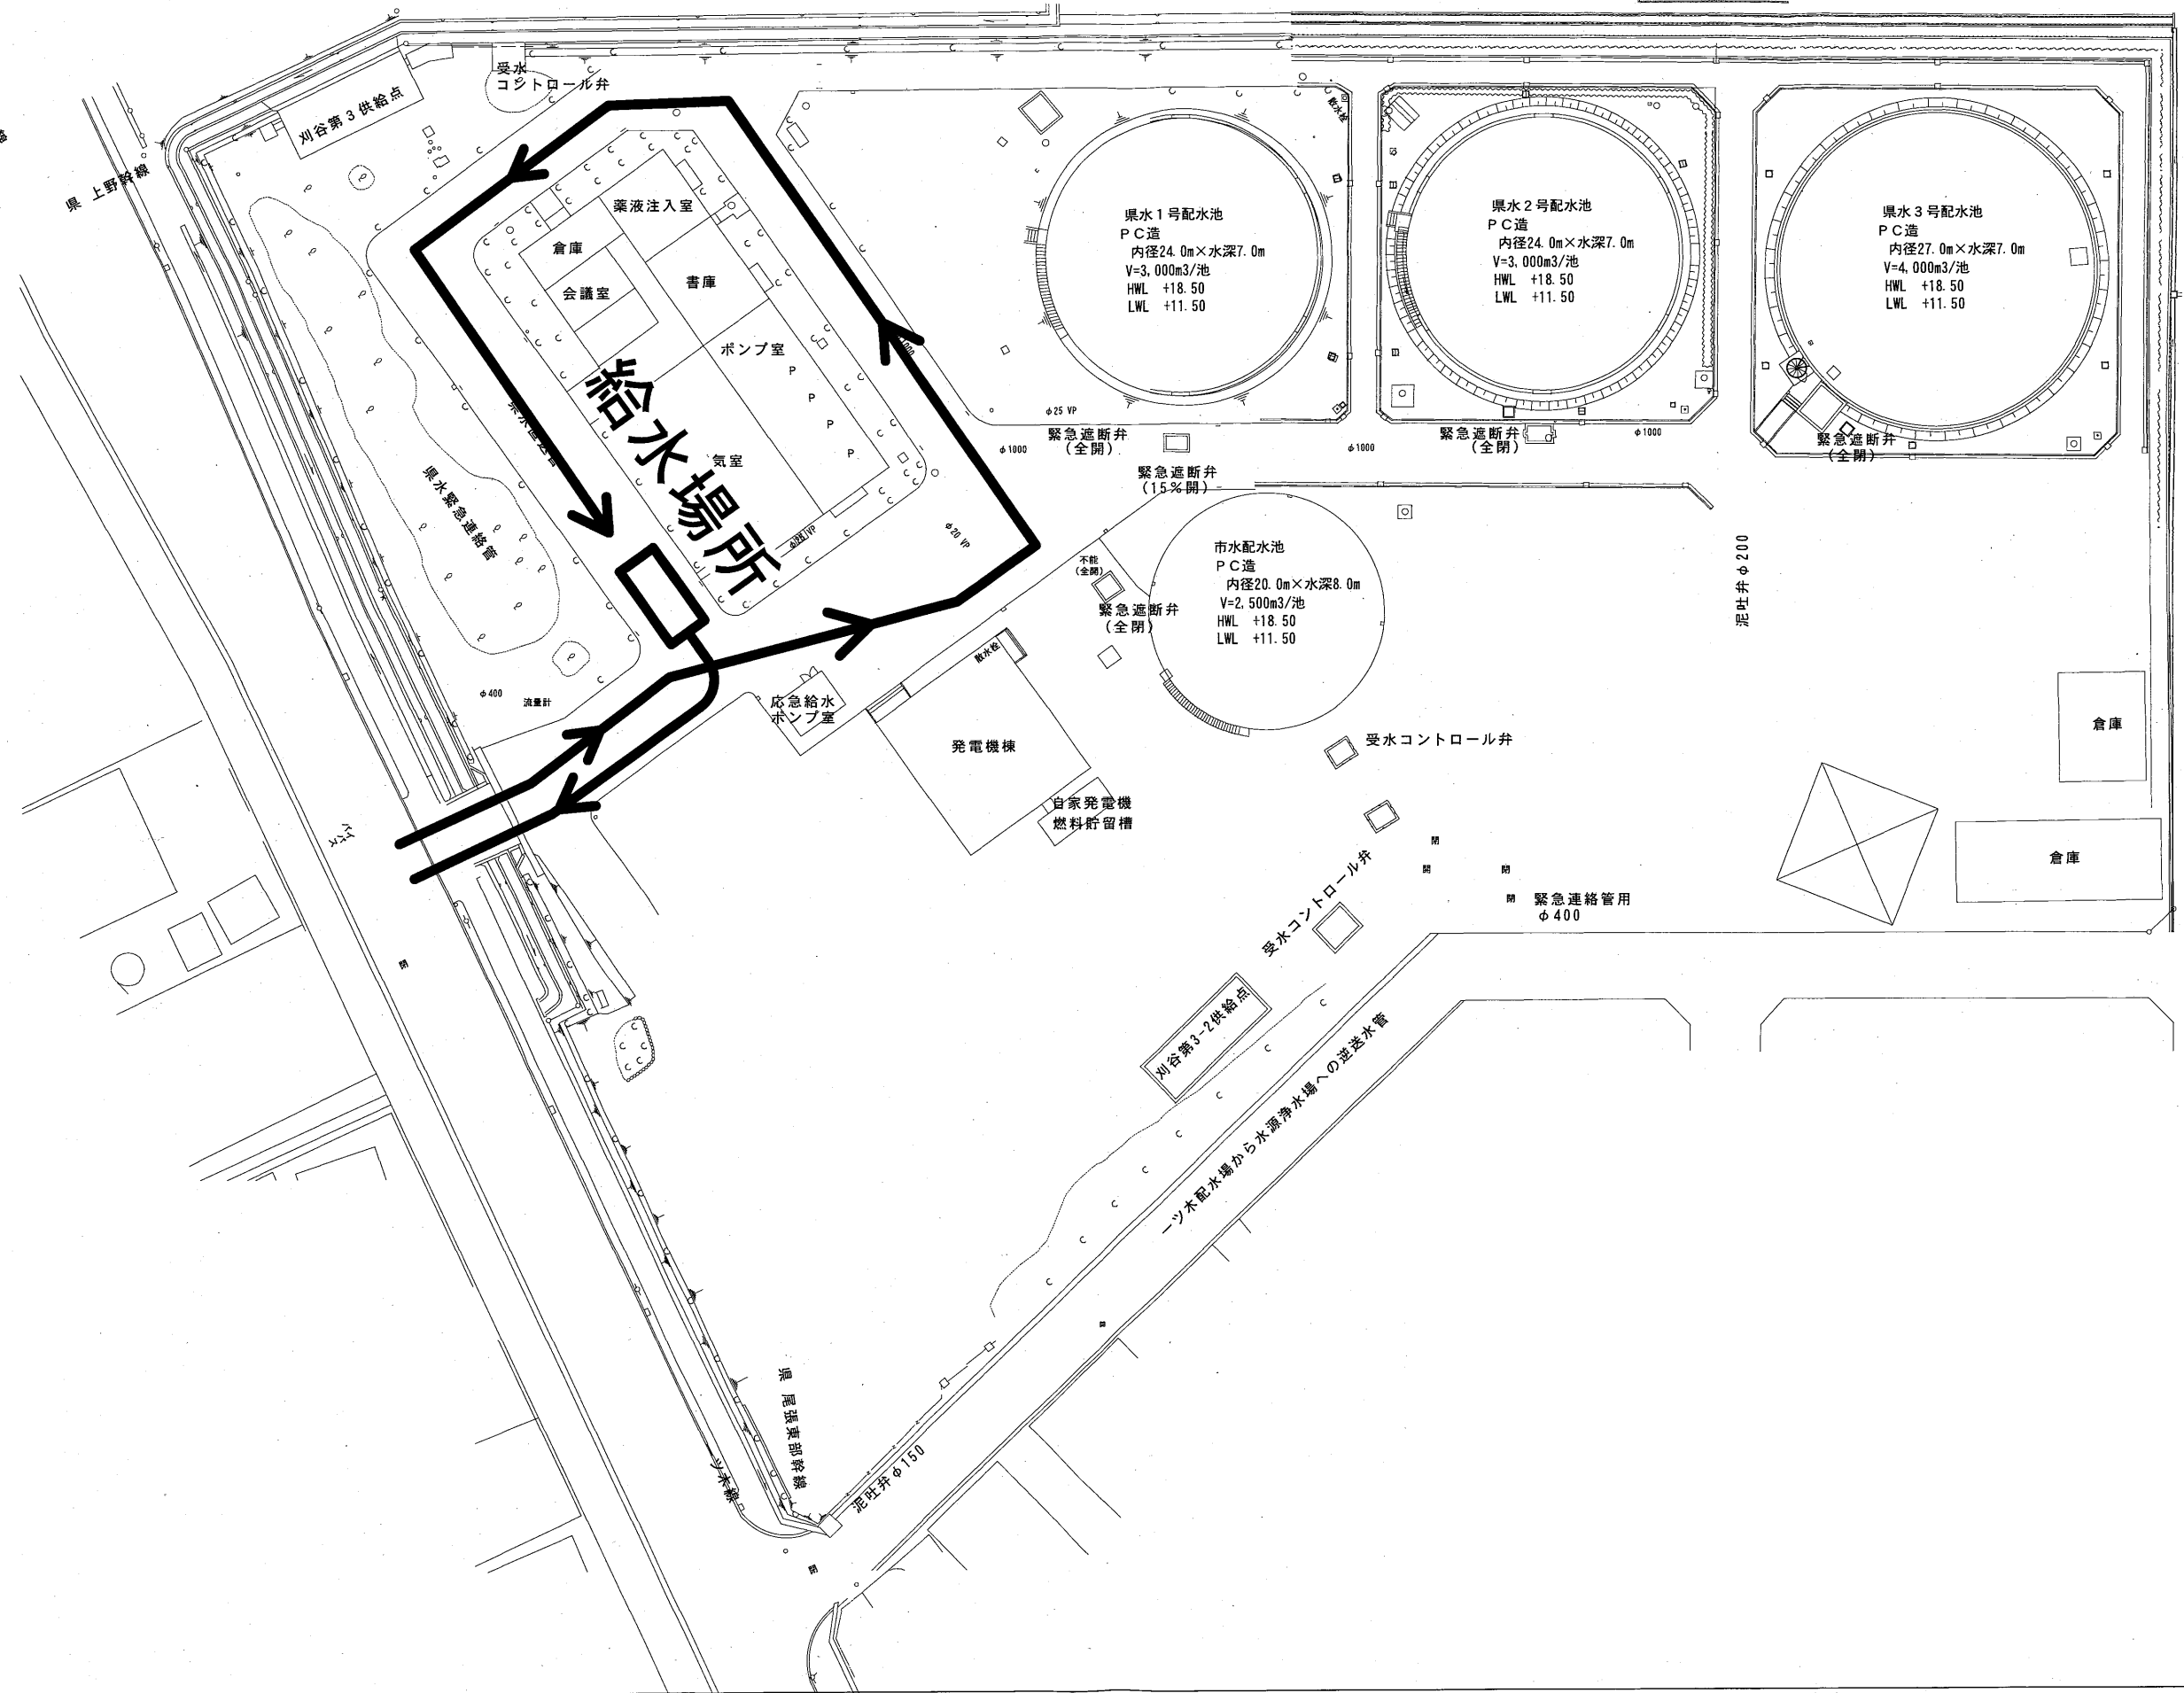 受水
コントロール弁
刈谷第3供給点
県 上野幹線
散水栓
薬液注入室
倉庫
会議室
書庫
ポンプ室
P
P
P
P
気室
給水場所
県水1号配水池
PC造
内径24.0m×水深7.0m
V=3,000m3/池
HWL +18.50
LWL +11.50
県水2号配水池
PC造
内径24.0m×水深7.0m
V=3,000m3/池
HWL +18.50
LWL +11.50
県水3号配水池
PC造
内径27.0m×水深7.0m
V=4,000m3/池
HWL +18.50
LWL +11.50
φ25 VP
緊急遮断弁
(全開)
φ1000
φ1000
緊急遮断弁
(全閉)
φ1000
緊急遮断弁
(全閉)
緊急遮断弁
(15%開)
県水緊急連絡管
φ20 VP
市水配水池
PC造
内径20.0m×水深8.0m
V=2,500m3/池
HWL +18.50
LWL +11.50
不能
(全開)
緊急遮断弁
(全閉)
泥吐弁φ200
散水栓
φ400
流量計
応急給水
ポンプ室
発電機棟
自家発電機
燃料貯留槽
受水コントロール弁
倉庫
倉庫
バイパス
受水コントロール弁
閉
閉
緊急連絡管用
φ400
刈谷第3-2供給点
一ツ木配水場から水源浄水場への逆送水管
県 尾張東部幹線
ツ木線
泥吐弁φ150